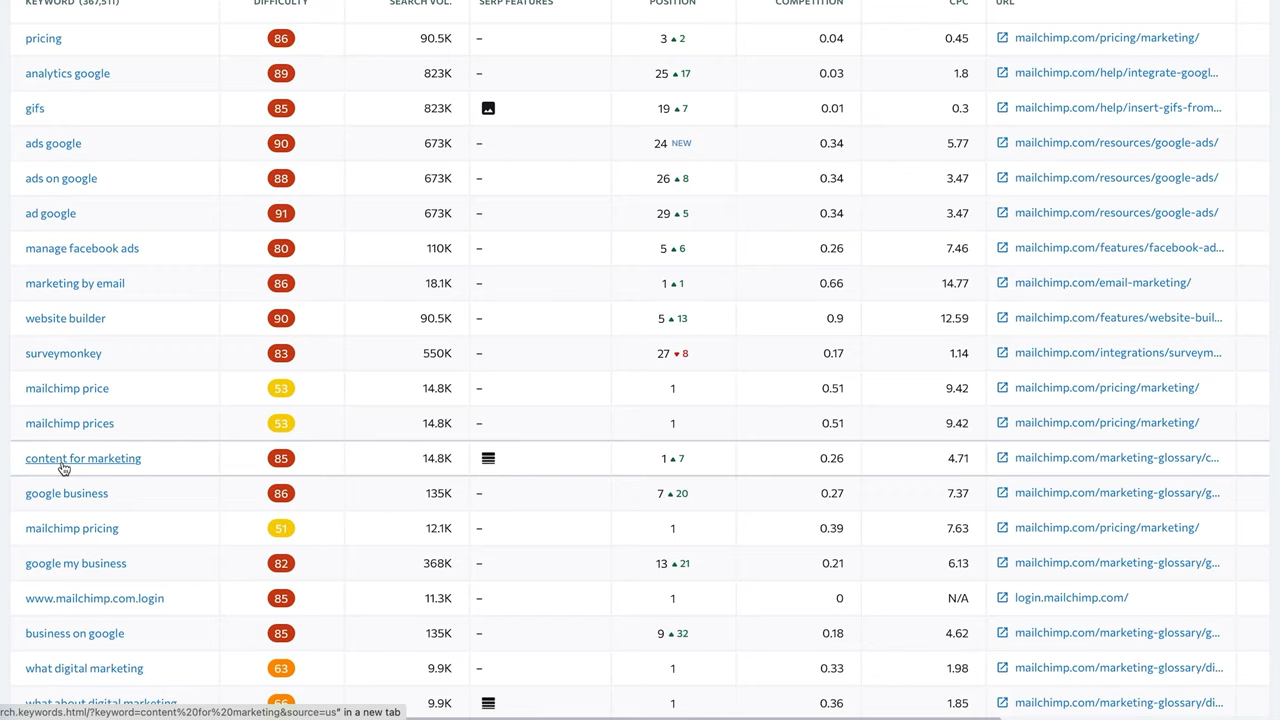 KEYWORD (367,511) DIFFICULTY SEARCH VOL. SERP FEATURES POSITION COMPETITION CPC URL
pricing 86 90.5K – 3 ▲ 2 0.04 0.45 mailchimp.com/pricing/marketing/
analytics google 89 823K – 25 ▲ 17 0.03 1.8 mailchimp.com/help/integrate-googl...
gifs 85 823K 19 ▲ 7 0.01 0.3 mailchimp.com/help/insert-gifs-from...
ads google 90 673K – 24 NEW 0.34 5.77 mailchimp.com/resources/google-ads/
ads on google 88 673K – 26 ▲ 8 0.34 3.47 mailchimp.com/resources/google-ads/
ad google 91 673K – 29 ▲ 5 0.34 3.47 mailchimp.com/resources/google-ads/
manage facebook ads 80 110K – 5 ▲ 6 0.26 7.46 mailchimp.com/features/facebook-ad...
marketing by email 86 18.1K – 1 ▲ 1 0.66 14.77 mailchimp.com/email-marketing/
website builder 90 90.5K – 5 ▲ 13 0.9 12.59 mailchimp.com/features/website-buil...
surveymonkey 83 550K – 27 ▼ 8 0.17 1.14 mailchimp.com/integrations/surveym...
mailchimp price 53 14.8K – 1 0.51 9.42 mailchimp.com/pricing/marketing/
mailchimp prices 53 14.8K – 1 0.51 9.42 mailchimp.com/pricing/marketing/
content for marketing 85 14.8K 1 ▲ 7 0.26 4.71 mailchimp.com/marketing-glossary/c...
google business 86 135K – 7 ▲ 20 0.27 7.37 mailchimp.com/marketing-glossary/g...
mailchimp pricing 51 12.1K – 1 0.39 7.63 mailchimp.com/pricing/marketing/
google my business 82 368K – 13 ▲ 21 0.21 6.13 mailchimp.com/marketing-glossary/g...
www.mailchimp.com.login 85 11.3K – 1 0 N/A login.mailchimp.com/
business on google 85 135K – 9 ▲ 32 0.18 4.62 mailchimp.com/marketing-glossary/g...
what digital marketing 63 9.9K – 1 0.33 1.98 mailchimp.com/marketing-glossary/di...
what about digital marketing 66 9.9K 1 0.36 1.85 mailchimp.com/marketing-glossary/di...
rch.keywords.html/?keyword=content%20for%20marketing&source=us" in a new tab